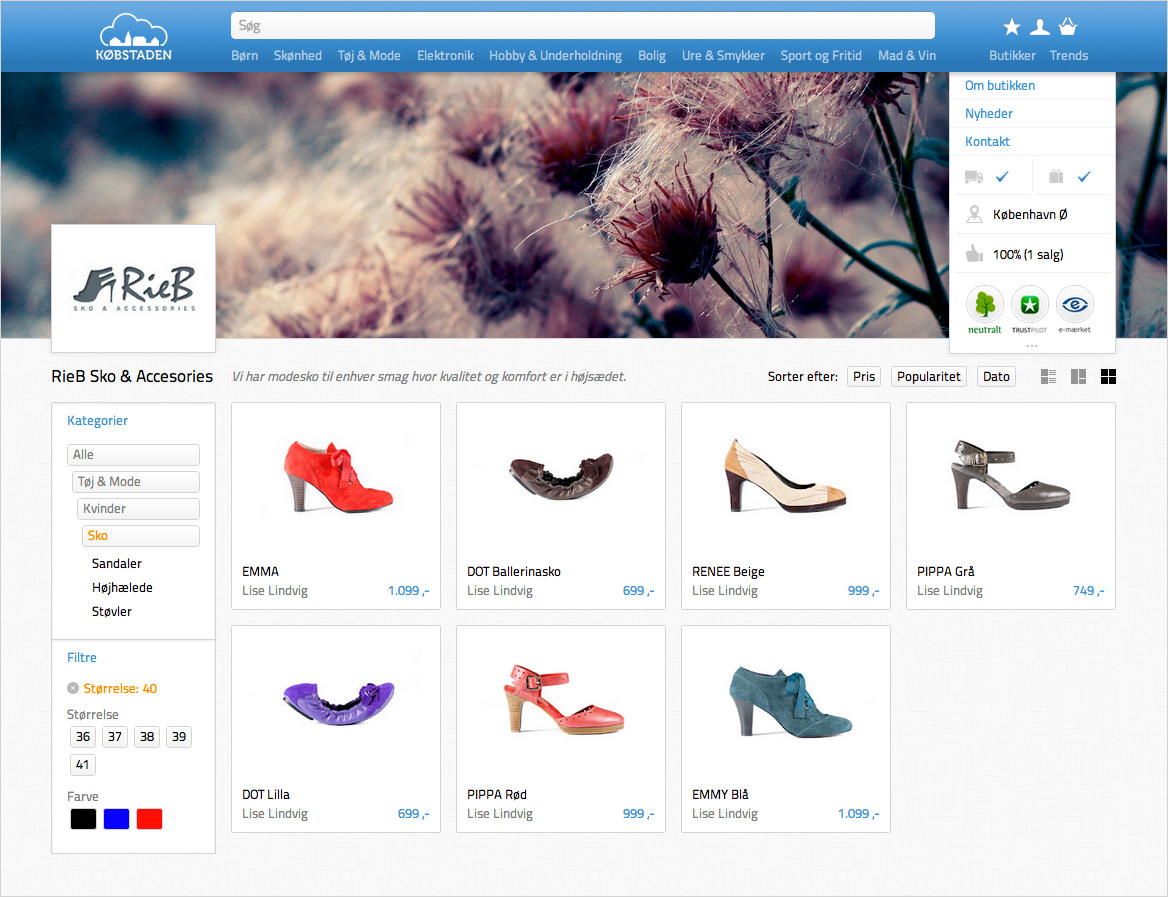 KØBSTADEN
Søg
Børn Skønhed Tøj & Mode Elektronik Hobby & Underholdning Bolig Ure & Smykker Sport og Fritid Mad & Vin Butikker Trends
Om butikken
Nyheder
Kontakt
København Ø
100% (1 salg)
neutralt TRUSTPILOT e-mærket
...
RieB
SKO & ACCESSORIES
RieB Sko & Accesories
Vi har modesko til enhver smag hvor kvalitet og komfort er i højsædet.
Sorter efter: Pris Popularitet Dato
Kategorier
Alle
Tøj & Mode
Kvinder
Sko
Sandaler
Højhælede
Støvler
Filtre
Størrelse: 40
Størrelse
36 37 38 39
41
Farve
EMMA
Lise Lindvig 1.099 ,-
DOT Ballerinasko
Lise Lindvig 699 ,-
RENEE Beige
Lise Lindvig 999 ,-
PIPPA Grå
Lise Lindvig 749 ,-
DOT Lilla
Lise Lindvig 699 ,-
PIPPA Rød
Lise Lindvig 999 ,-
EMMY Blå
Lise Lindvig 1.099 ,-